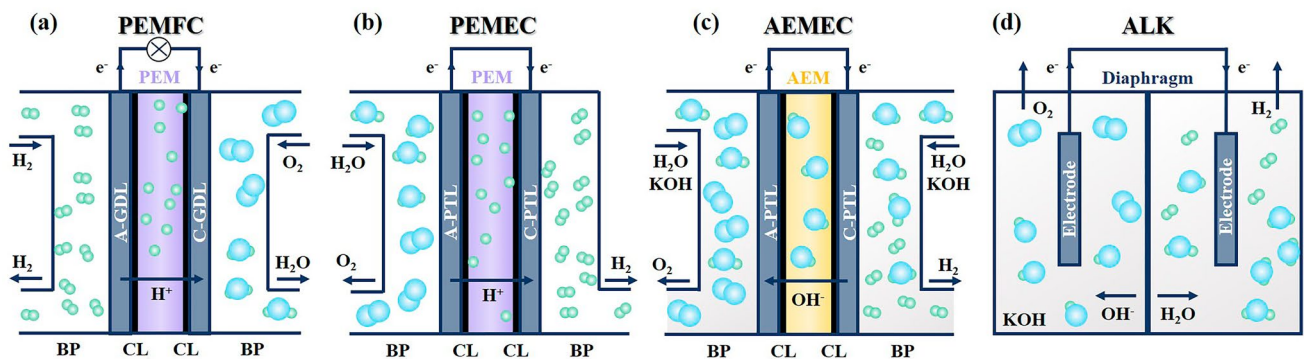 (a) PEMFC
e⁻ e⁻
PEM
H₂
O₂
A-GDL
C-GDL
H₂
H₂O
H⁺
BP CL CL BP
(b) PEMEC
e⁻ e⁻
PEM
H₂O
A-PTL
C-PTL
O₂
H₂
H⁺
BP CL CL BP
(c) AEMEC
e⁻ e⁻
AEM
H₂O
KOH
H₂O
KOH
A-PTL
C-PTL
O₂
H₂
OH⁻
BP CL CL BP
(d) ALK
e⁻ e⁻
Diaphragm
O₂
H₂
Electrode
Electrode
KOH
OH⁻
H₂O